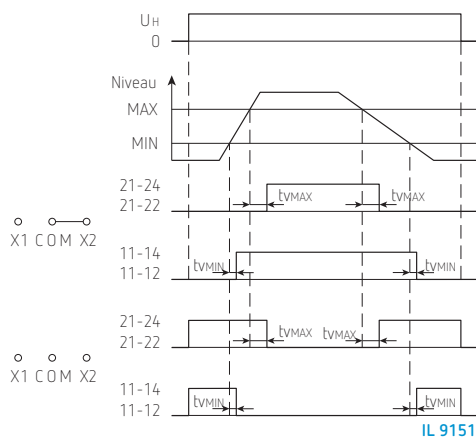 UH
0
Niveau
MAX
MIN
21-24
21-22
tvMAX
tvMAX
X1 COM X2
11-14
11-12
tvMIN
tvMIN
21-24
21-22
tvMAX
tvMAX
X1 COM X2
11-14
11-12
tvMIN
tvMIN
IL 9151